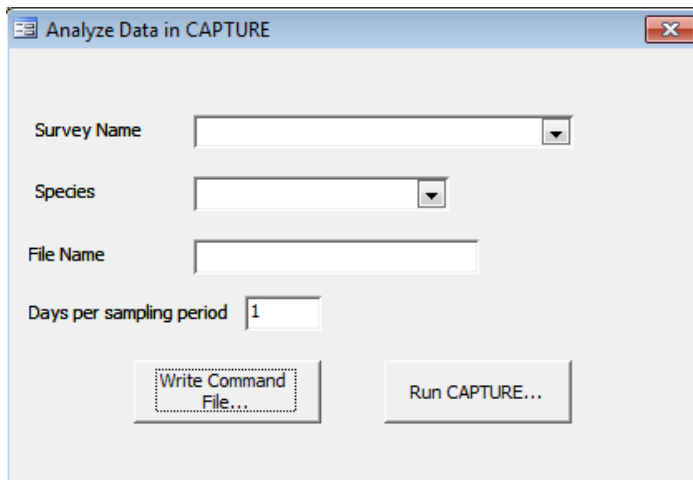 Analyze Data in CAPTURE
Survey Name
Species
File Name
Days per sampling period 1
Write Command
File...
Run CAPTURE...